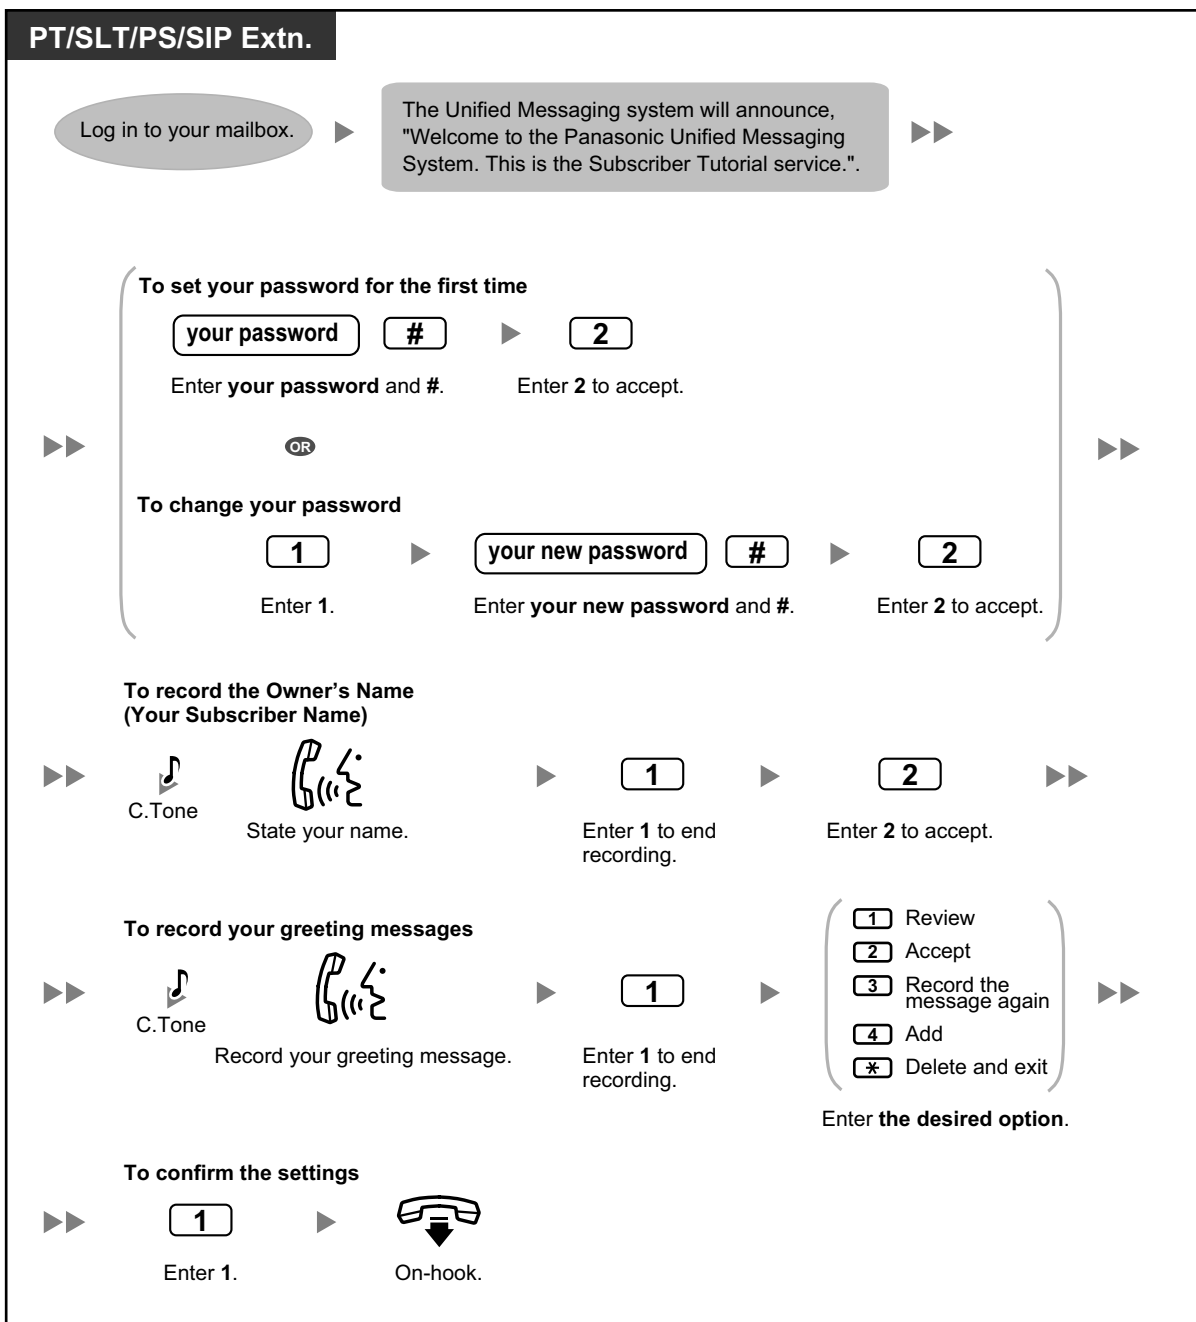 PT/SLT/PS/SIP Extn.
Log in to your mailbox.
The Unified Messaging system will announce,
"Welcome to the Panasonic Unified Messaging
System. This is the Subscriber Tutorial service.".
To set your password for the first time
your password # 2
Enter your password and #. Enter 2 to accept.
OR
To change your password
1 your new password # 2
Enter 1. Enter your new password and #. Enter 2 to accept.
To record the Owner’s Name
(Your Subscriber Name)
1 2
C.Tone
State your name. Enter 1 to end Enter 2 to accept.
recording.
To record your greeting messages
1
C.Tone
Record your greeting message. Enter 1 to end
recording.
1 Review
2 Accept
3 Record the
message again
4 Add
* Delete and exit
Enter the desired option.
To confirm the settings
1
Enter 1. On-hook.